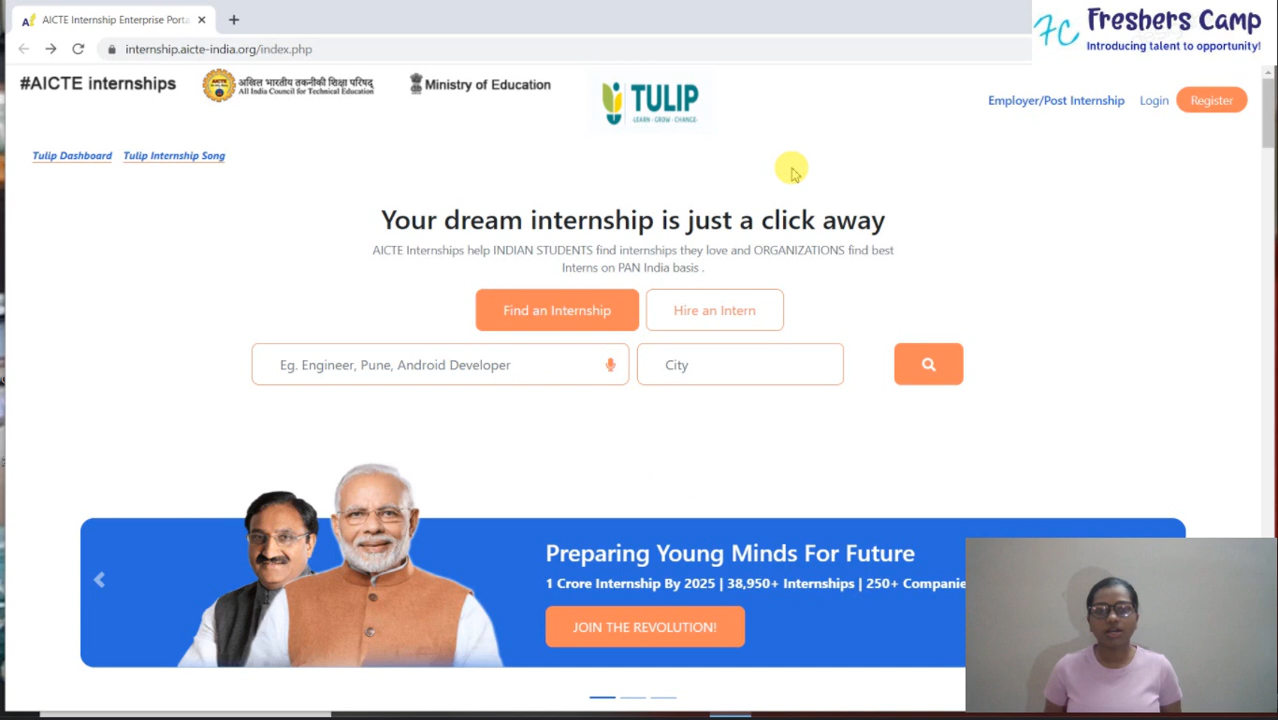 AICTE Internship Enterprise Porta
Freshers Camp
Introducing talent to opportunity!
internship.aicte-india.org/index.php
#AICTE internships
AICTE
अखिल भारतीय तकनीकी शिक्षा परिषद्
All India Council for Technical Education
Ministry of Education
TULIP
LEARN · GROW · CHANGE
Employer/Post Internship
Login
Register
Tulip Dashboard
Tulip Internship Song
Your dream internship is just a click away
AICTE Internships help INDIAN STUDENTS find internships they love and ORGANIZATIONS find best
Interns on PAN India basis .
Find an Internship
Hire an Intern
Eg. Engineer, Pune, Android Developer
City
Preparing Young Minds For Future
1 Crore Internship By 2025 | 38,950+ Internships | 250+ Companie
JOIN THE REVOLUTION!